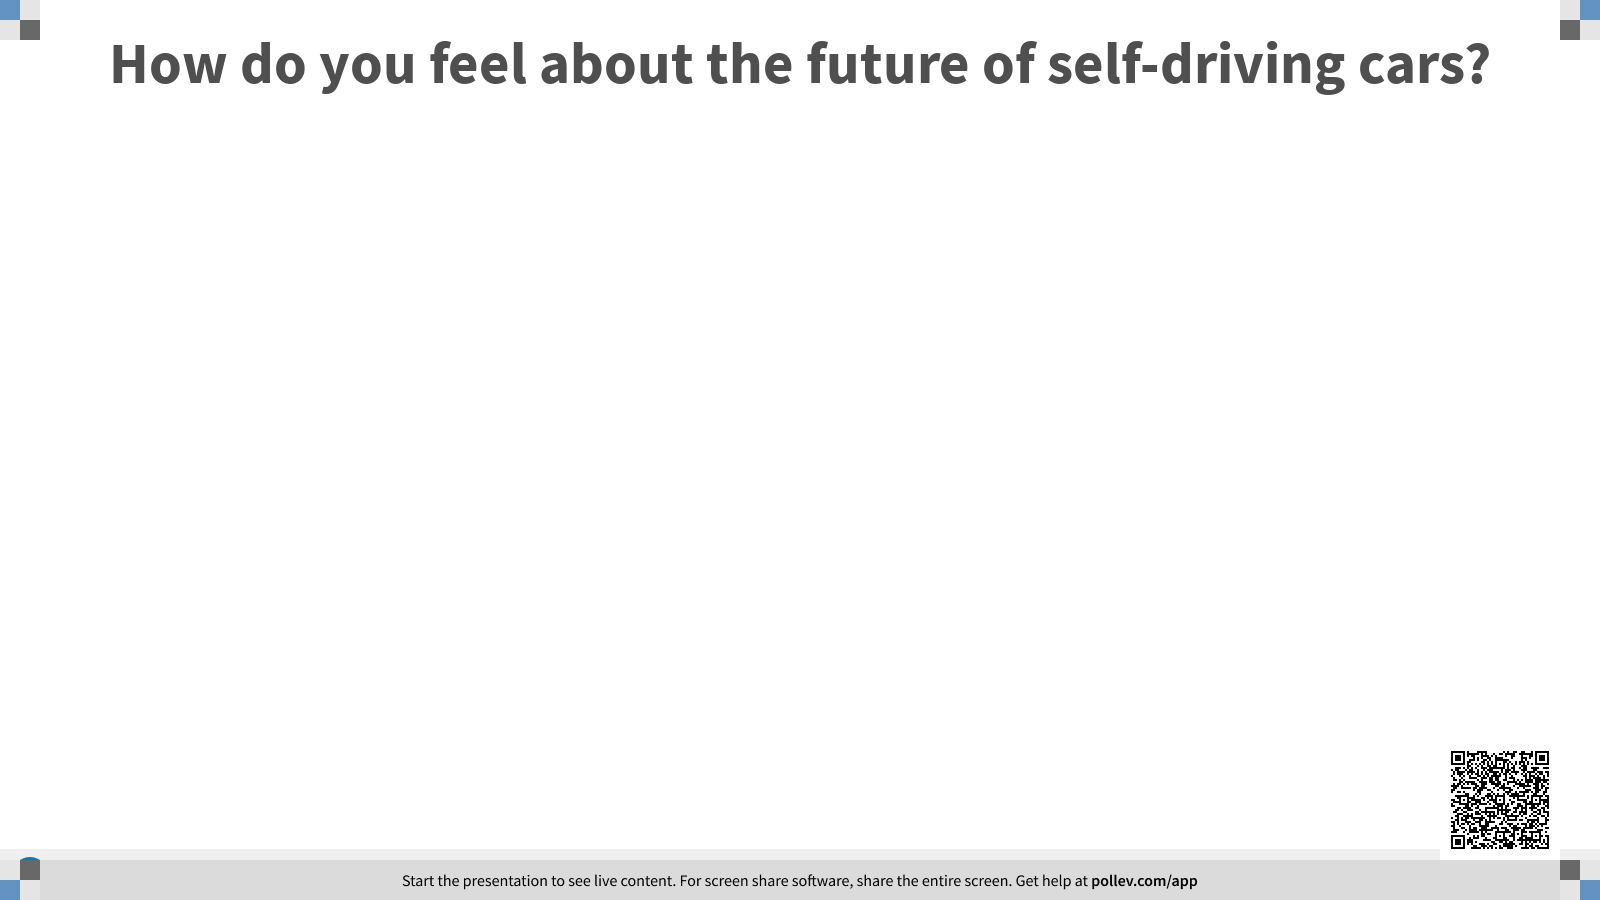 How do you feel about the future of self-driving cars?
Start the presentation to see live content. For screen share software, share the entire screen. Get help at pollev.com/app